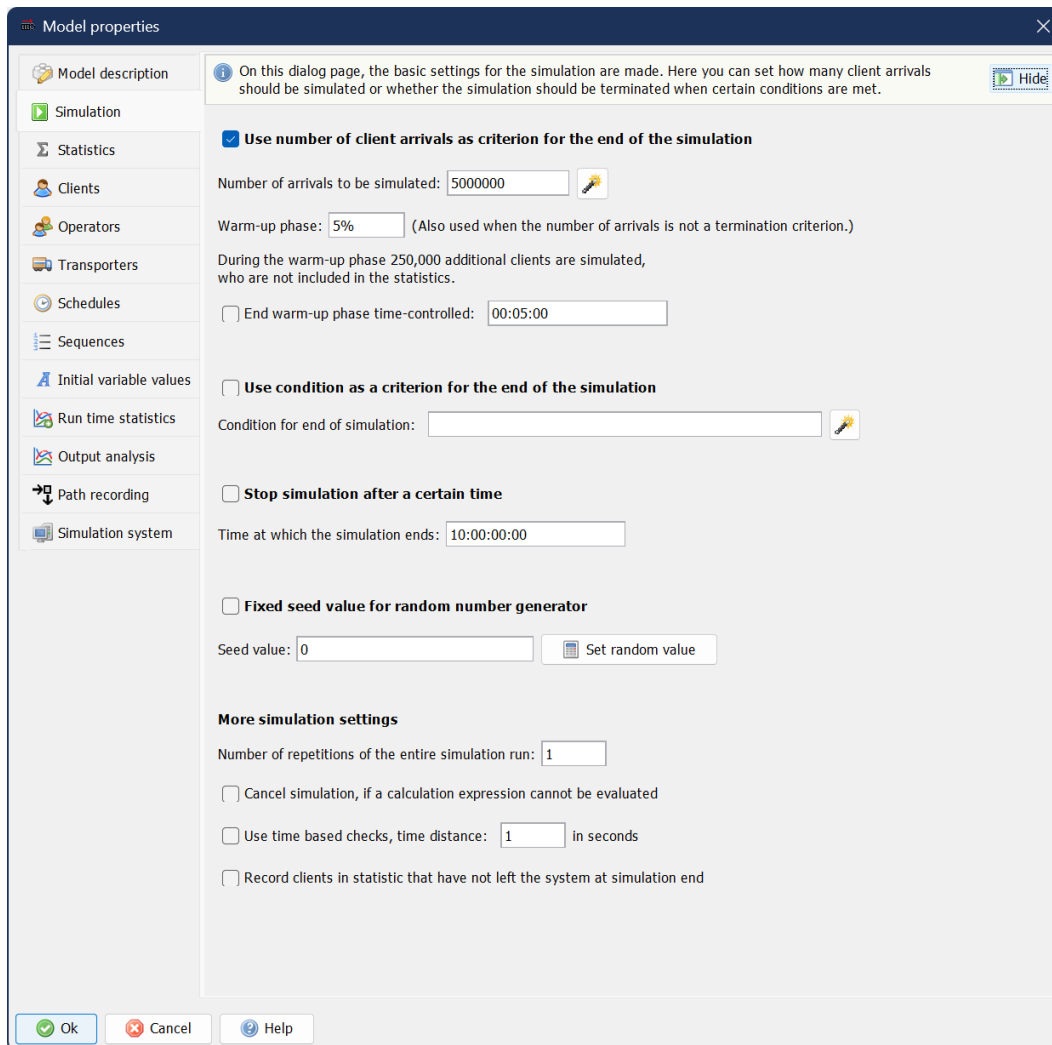 Model properties
Model description
Simulation
Statistics
Clients
Operators
Transporters
Schedules
Sequences
Initial variable values
Run time statistics
Output analysis
Path recording
Simulation system
On this dialog page, the basic settings for the simulation are made. Here you can set how many client arrivals
should be simulated or whether the simulation should be terminated when certain conditions are met.
Hide
Use number of client arrivals as criterion for the end of the simulation
Number of arrivals to be simulated: 5000000
Warm-up phase: 5% (Also used when the number of arrivals is not a termination criterion.)
During the warm-up phase 250,000 additional clients are simulated,
who are not included in the statistics.
End warm-up phase time-controlled: 00:05:00
Use condition as a criterion for the end of the simulation
Condition for end of simulation:
Stop simulation after a certain time
Time at which the simulation ends: 10:00:00:00
Fixed seed value for random number generator
Seed value: 0 Set random value
More simulation settings
Number of repetitions of the entire simulation run: 1
Cancel simulation, if a calculation expression cannot be evaluated
Use time based checks, time distance: 1 in seconds
Record clients in statistic that have not left the system at simulation end
Ok Cancel Help